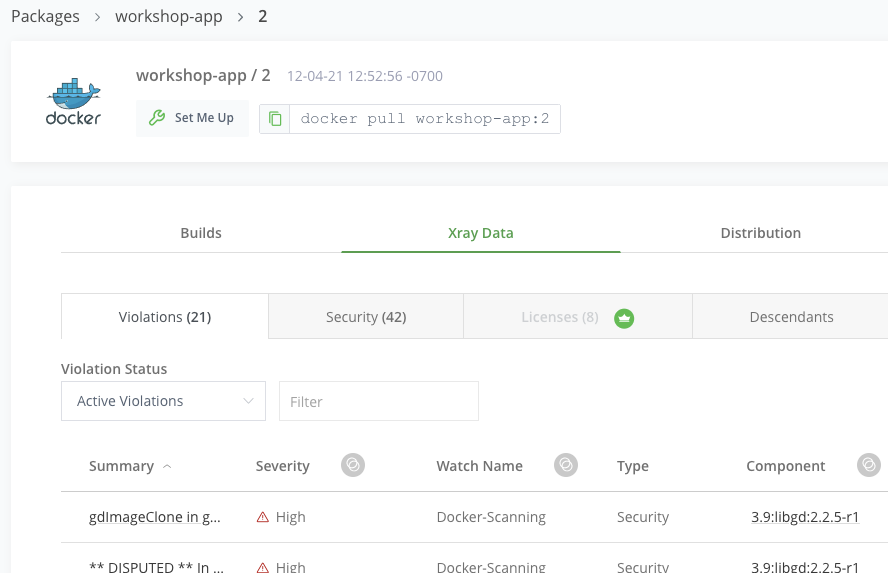 Packages > workshop-app > 2
workshop-app / 2 12-04-21 12:52:56 -0700
docker
Set Me Up
docker pull workshop-app:2
Builds Xray Data Distribution
Violations (21) Security (42) Licenses (8) Descendants
Violation Status
Active Violations Filter
Summary Severity Watch Name Type Component
gdImageClone in g... High Docker-Scanning Security 3.9:libgd:2.2.5-r1
** DISPUTED ** In ... High Docker-Scanning Security 3.9:libgd:2.2.5-r1